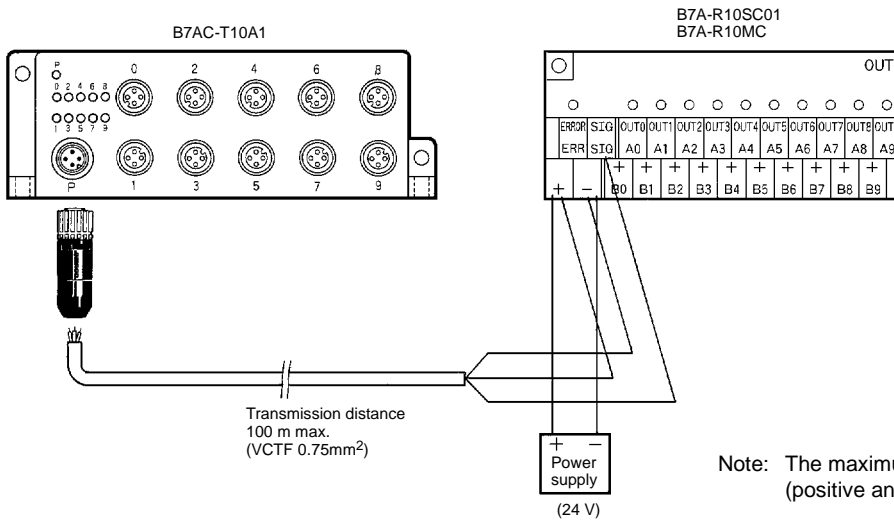 B7AC-T10A1
P
0 2 4 6 8
1 3 5 7 9
0 2 4 6 8
P 1 3 5 7 9
B7A-R10SC01
B7A-R10MC
OUT
ERROR SIG OUT0 OUT1 OUT2 OUT3 OUT4 OUT5 OUT6 OUT7 OUT8
ERR SIG A0 A1 A2 A3 A4 A5 A6 A7 A8 A9
+ + + + + + + + + +
+ − B0 B1 B2 B3 B4 B5 B6 B7 B8 B9
Transmission distance
100 m max.
(VCTF 0.75mm²)
+ −
Power
supply
(24 V)
Note: The
(positive